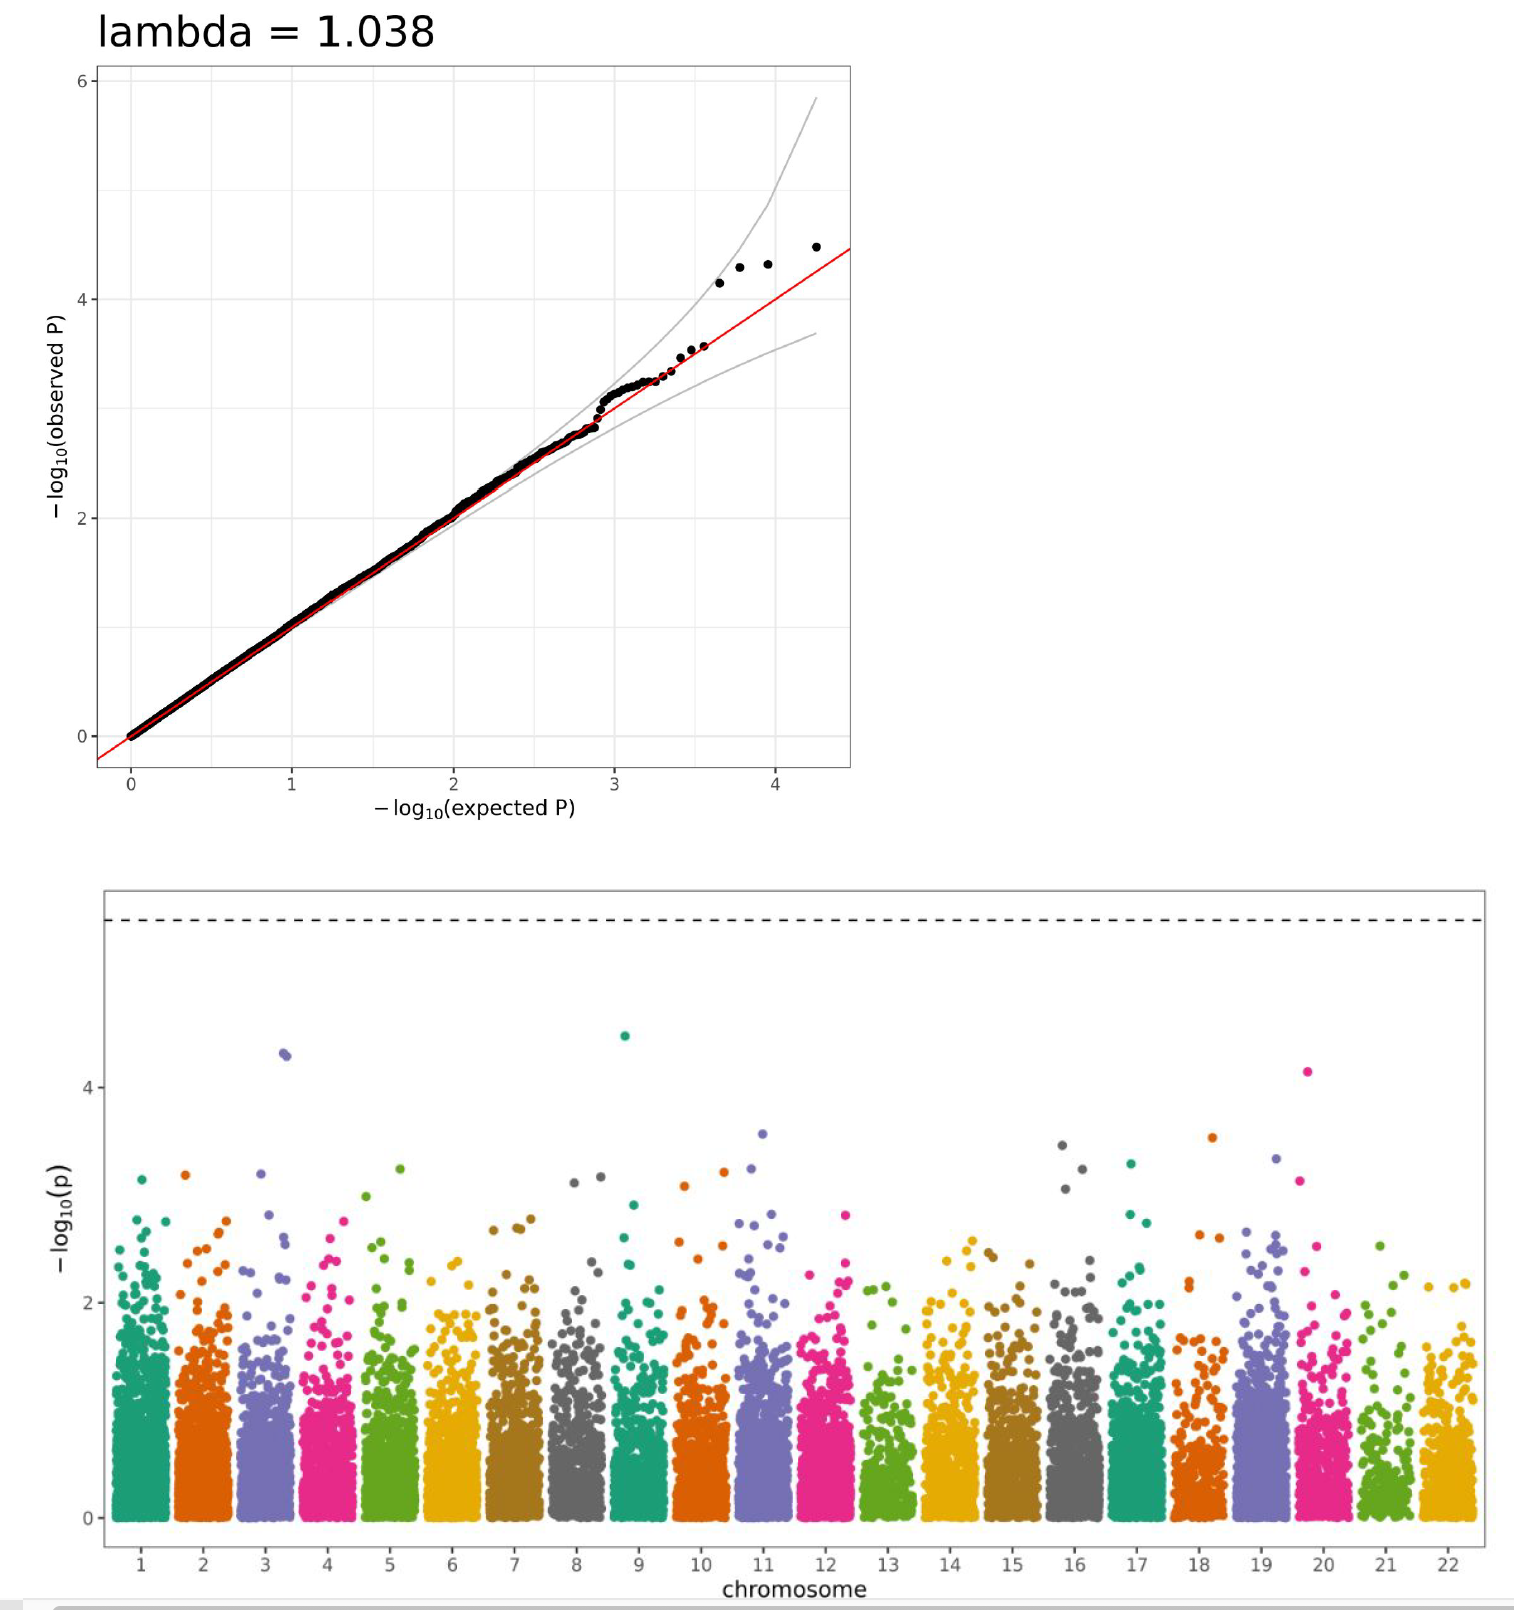 lambda = 1.038
6
4
2
0
−log10(observed P)
0 1 2 3 4
−log10(expected P)
4
2
0
−log10(p)
1 2 3 4 5 6 7 8 9 10 11 12 13 14 15 16 17 18 19 20 21 22
chromosome